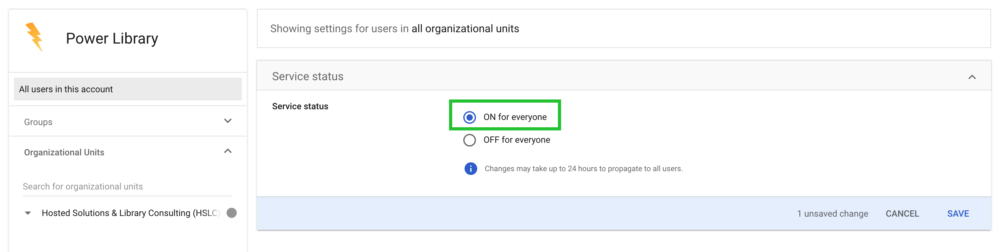 Power Library
All users in this account
Groups
Organizational Units
Search for organizational units
Hosted Solutions & Library Consulting (HSLC)
Showing settings for users in all organizational units
Service status
Service status
ON for everyone
OFF for everyone
Changes may take up to 24 hours to propagate to all users.
1 unsaved change CANCEL SAVE